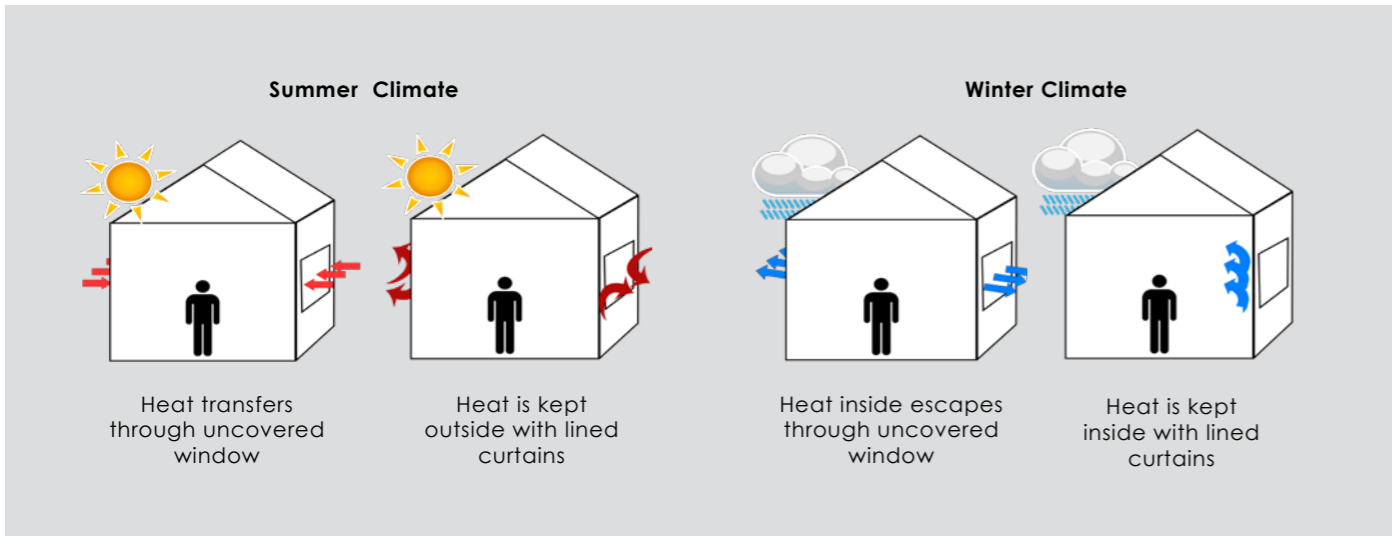 Summer Climate
Heat transfers
through uncovered
window
Heat is kept
outside with lined
curtains
Winter Climate
Heat inside escapes
through uncovered
window
Heat is kept
inside with lined
curtains